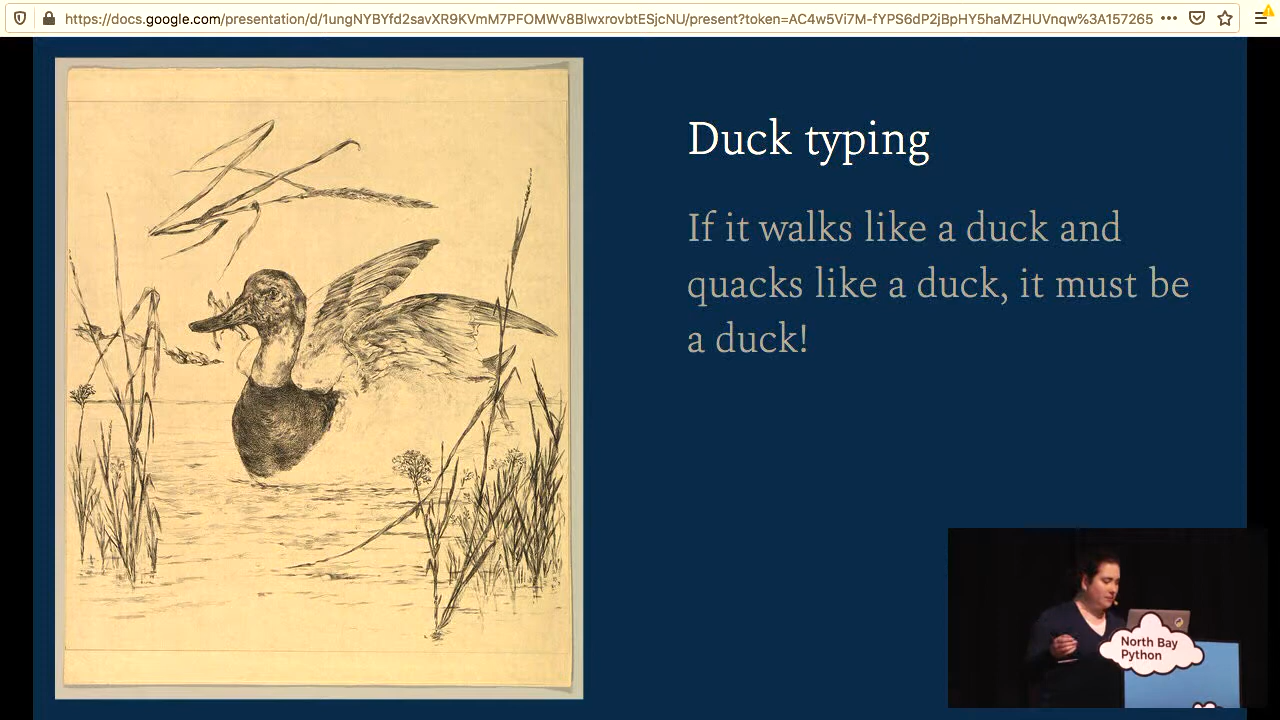 https://docs.google.com/presentation/d/1ungNYBYfd2savXR9KVmM7PFOMWv8BlwxrovbtESjcNU/present?token=AC4w5Vi7M-fYPS6dP2jBpHY5haMZHUVnqw%3A157265
Duck typing
If it walks like a duck and
quacks like a duck, it must be
a duck!
North Bay
Python